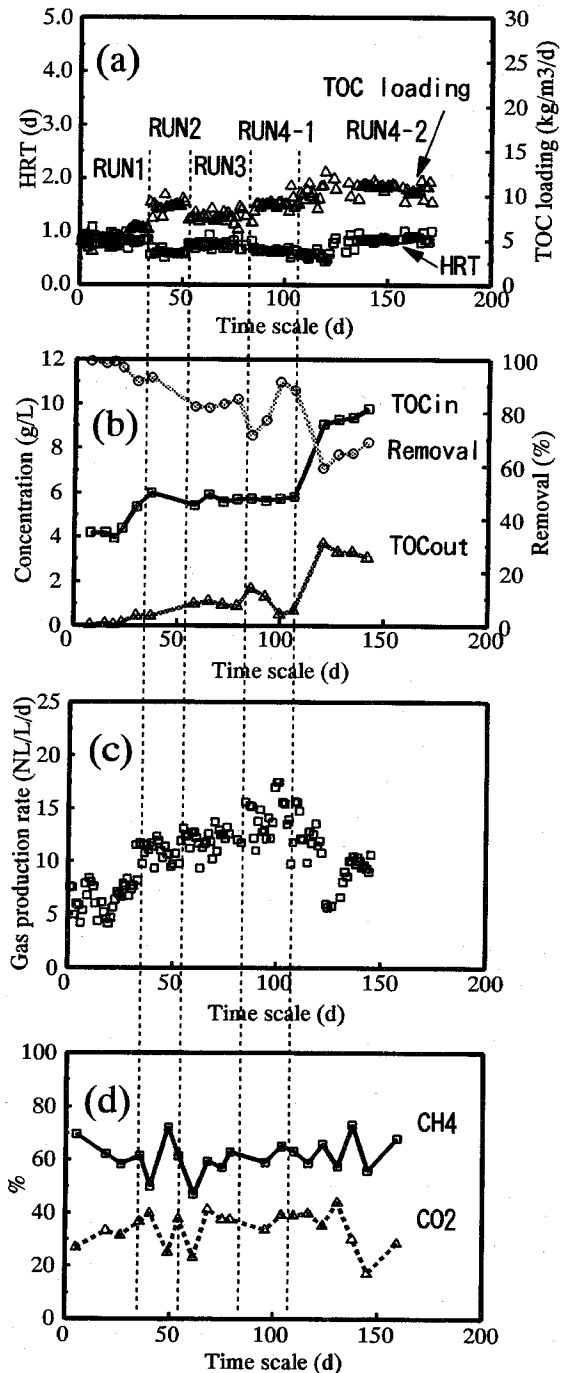 (a)
5.0
4.0
3.0
2.0
1.0
0.0
HRT (d)
30
25
20
15
10
5
0
TOC loading (kg/m3/d)
TOC loading
RUN1
RUN2
RUN3
RUN4-1
RUN4-2
HRT
0
50
100
150
200
Time scale (d)
(b)
12
10
8
6
4
2
0
Concentration (g/L)
100
80
60
40
20
0
Removal (%)
TOCin
Removal
TOCout
0
50
100
150
200
Time scale (d)
(c)
25
20
15
10
5
0
Gas production rate (NL/L/d)
0
50
100
150
200
Time scale (d)
(d)
100
80
60
40
20
0
%
CH4
CO2
0
50
100
150
200
Time scale (d)